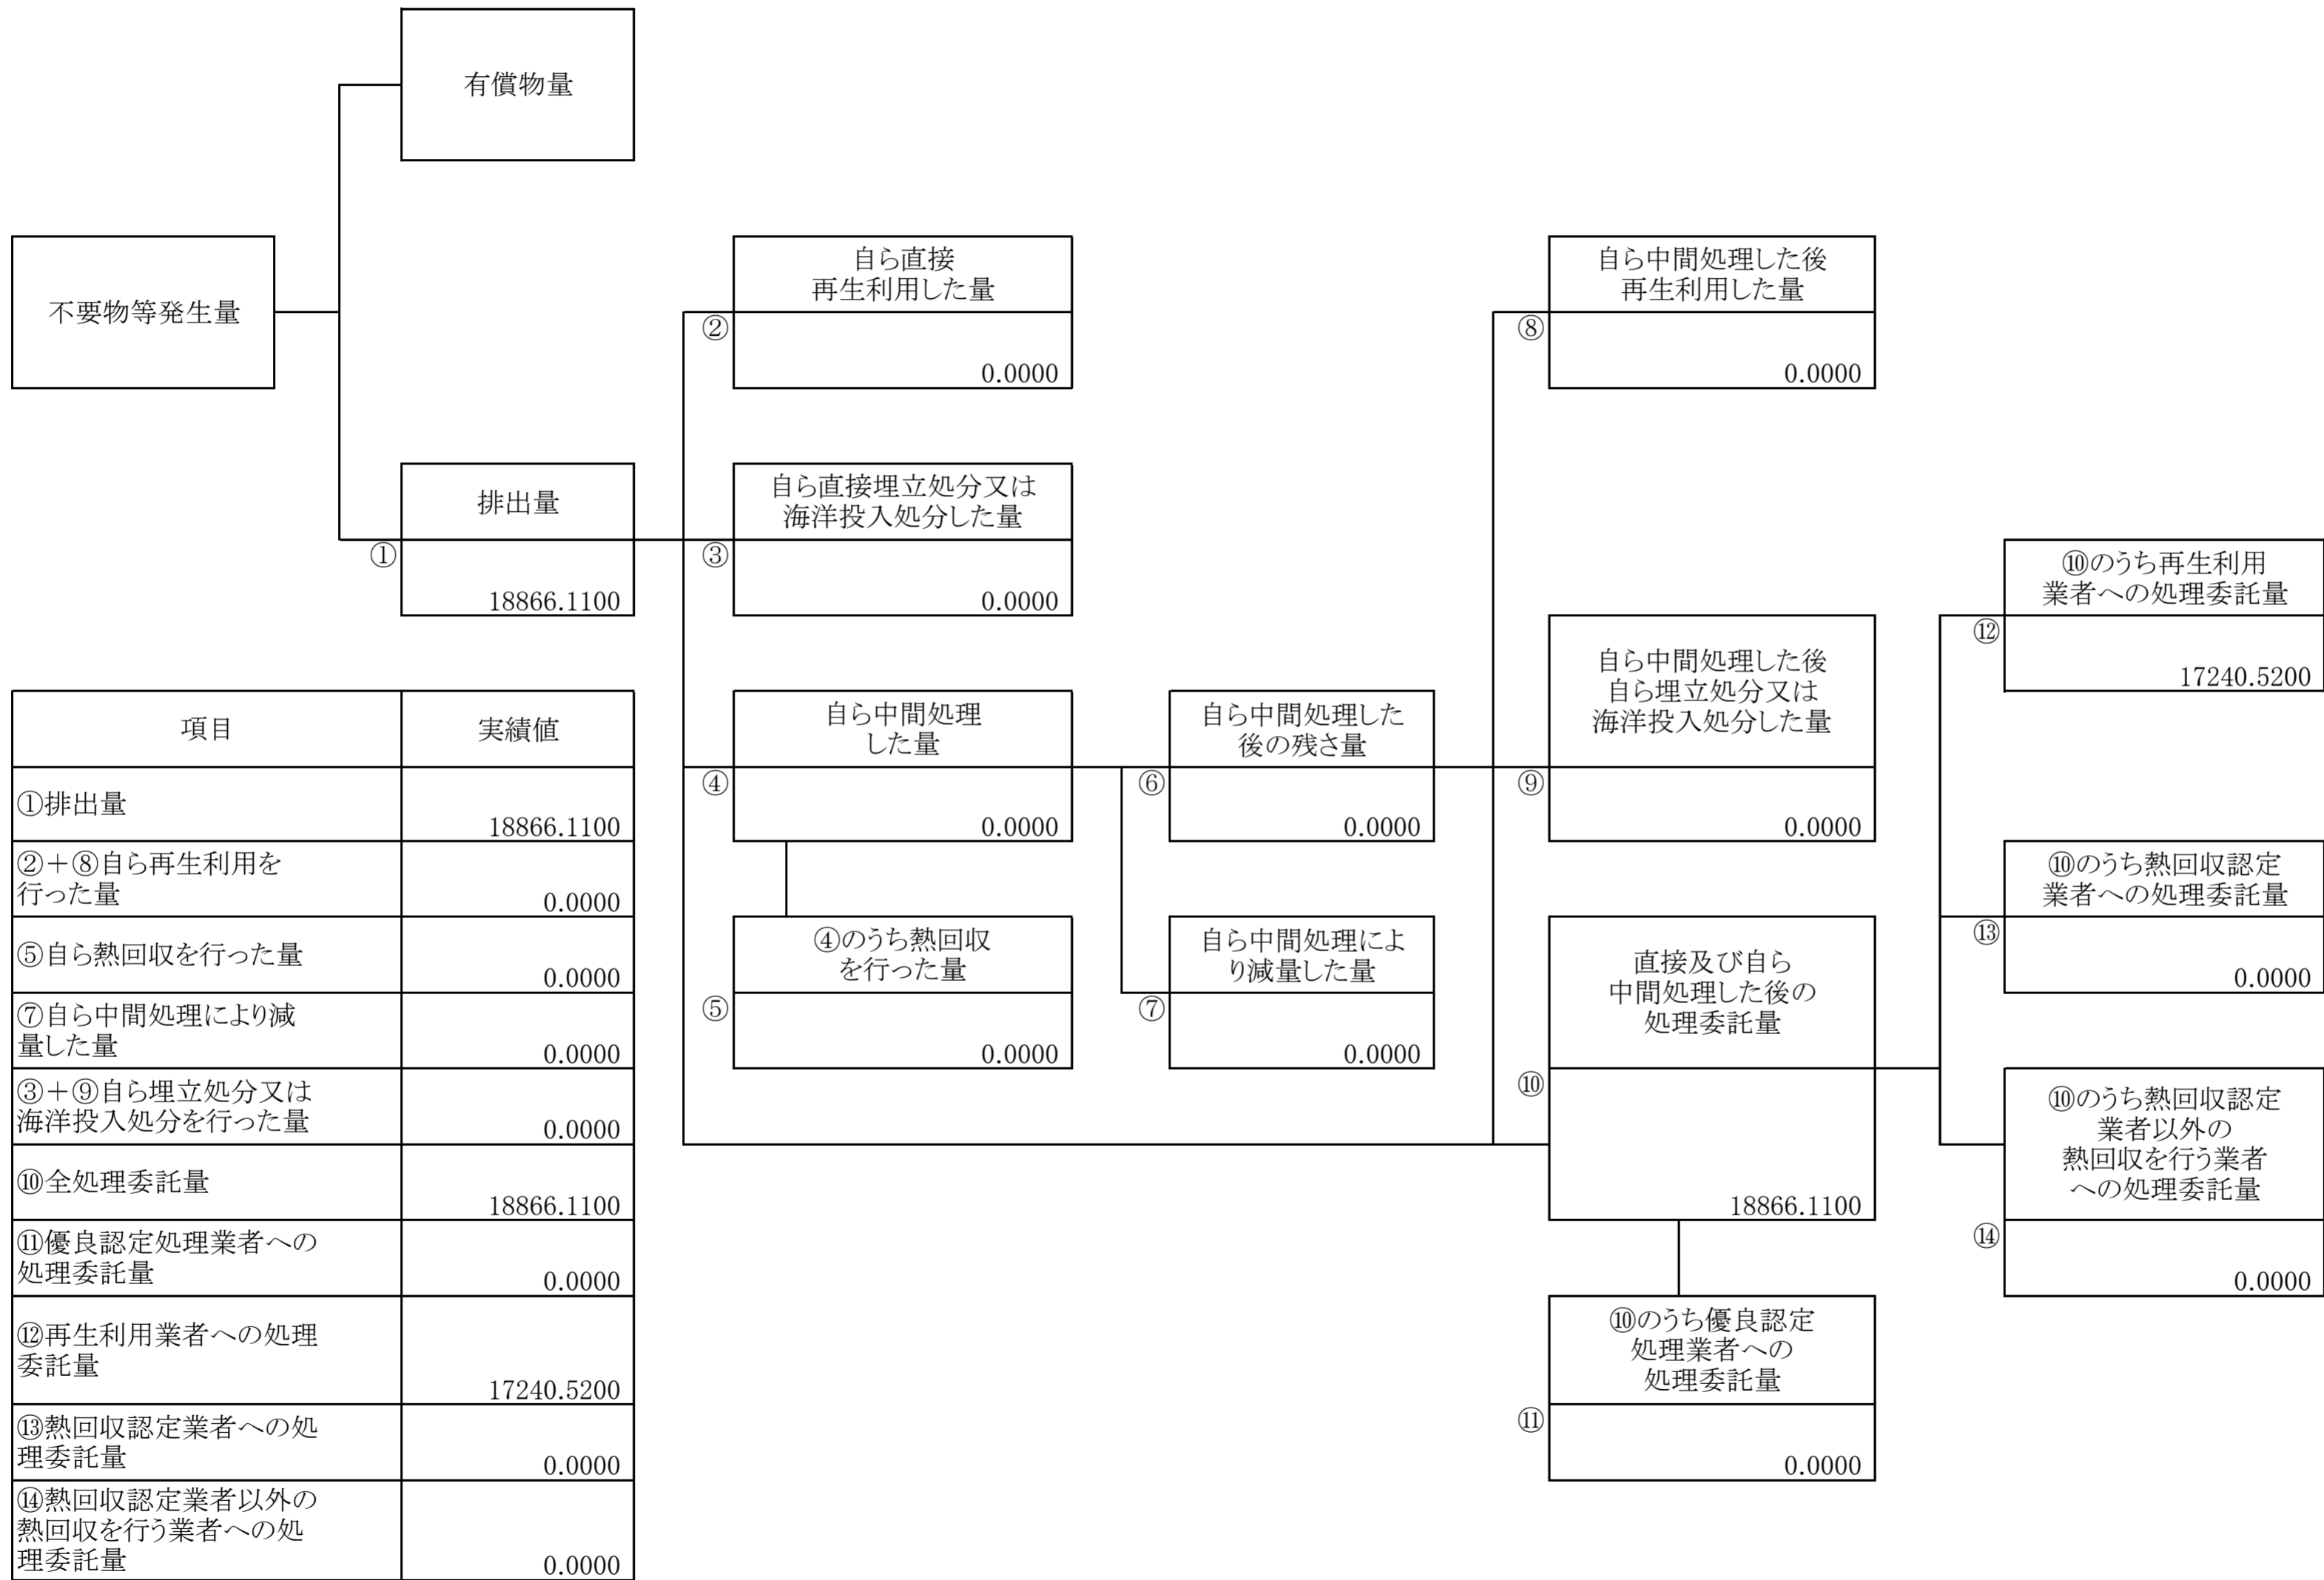 有償物量
不要物等発生量
自ら直接
再生利用した量
②
0.0000
自ら中間処理した後
再生利用した量
⑧
0.0000
排出量
①
18866.1100
自ら直接埋立処分又は
海洋投入処分した量
③
0.0000
⑩のうち再生利用
業者への処理委託量
⑫
17240.5200
自ら中間処理
した量
④
0.0000
自ら中間処理した
後の残さ量
⑥
0.0000
自ら中間処理した後
自ら埋立処分又は
海洋投入処分した量
⑨
0.0000
⑩のうち熱回収認定
業者への処理委託量
⑬
0.0000
④のうち熱回収
を行った量
⑤
0.0000
自ら中間処理によ
り減量した量
⑦
0.0000
直接及び自ら
中間処理した後の
処理委託量
⑩
18866.1100
⑩のうち熱回収認定
業者以外の
熱回収を行う業者
への処理委託量
⑭
0.0000
⑩のうち優良認定
処理業者への
処理委託量
⑪
0.0000
項目 実績値
①排出量
18866.1100
②+⑧自ら再生利用を
行った量
0.0000
⑤自ら熱回収を行った量
0.0000
⑦自ら中間処理により減
量した量
0.0000
③+⑨自ら埋立処分又は
海洋投入処分を行った量
0.0000
⑩全処理委託量
18866.1100
⑪優良認定処理業者への
処理委託量
0.0000
⑫再生利用業者への処理
委託量
17240.5200
⑬熱回収認定業者への処
理委託量
0.0000
⑭熱回収認定業者以外の
熱回収を行う業者への処
理委託量
0.0000